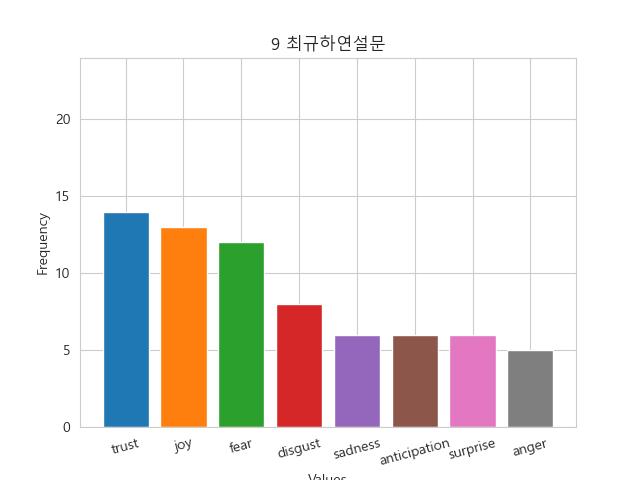 9 최규하연설문
Frequency
20
15
10
5
0
trust joy fear disgust sadness anticipation surprise anger
Values